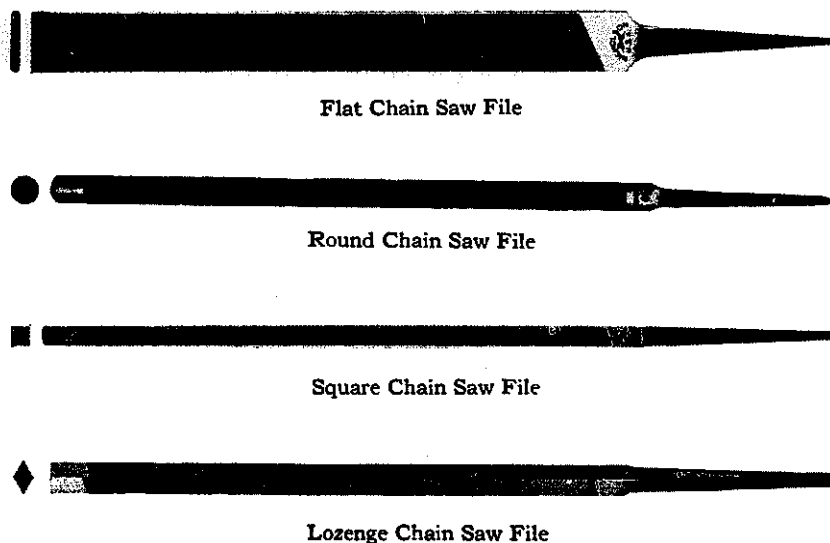 Flat Chain Saw File
Round Chain Saw File
Square Chain Saw File
Lozenge Chain Saw File